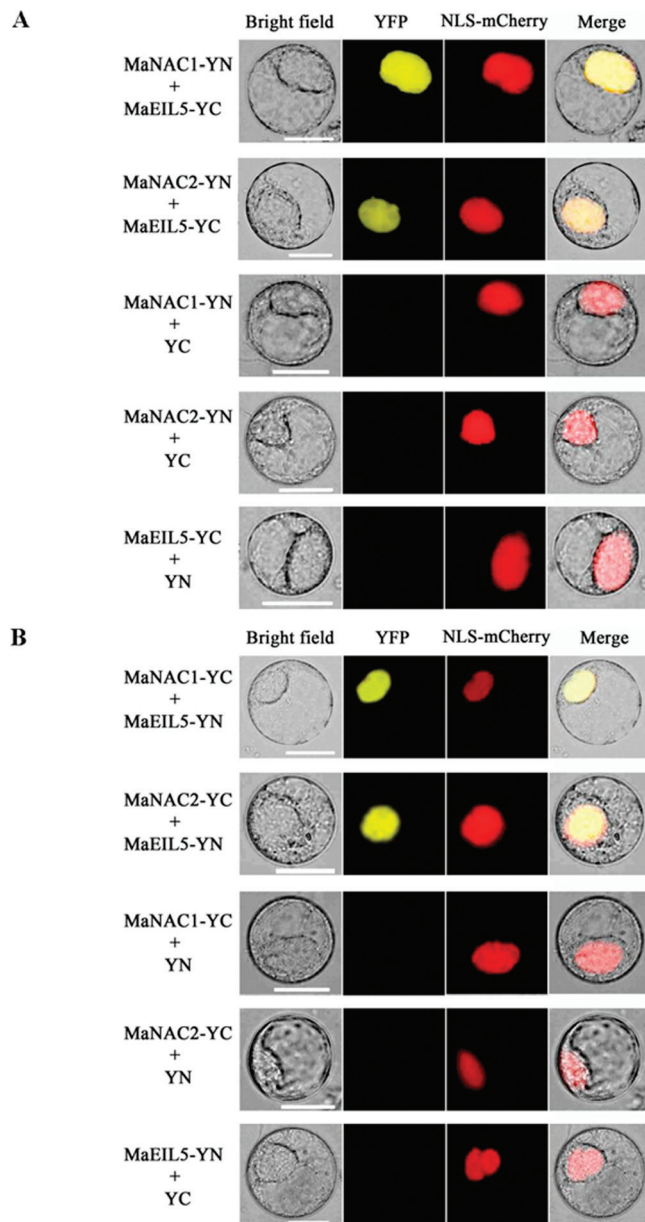 A
Bright field YFP NLS-mCherry Merge
MaNAC1-YN
+
MaEIL5-YC
MaNAC2-YN
+
MaEIL5-YC
MaNAC1-YN
+
YC
MaNAC2-YN
+
YC
MaEIL5-YC
+
YN
B
Bright field YFP NLS-mCherry Merge
MaNAC1-YC
+
MaEIL5-YN
MaNAC2-YC
+
MaEIL5-YN
MaNAC1-YC
+
YN
MaNAC2-YC
+
YN
MaEIL5-YN
+
YC